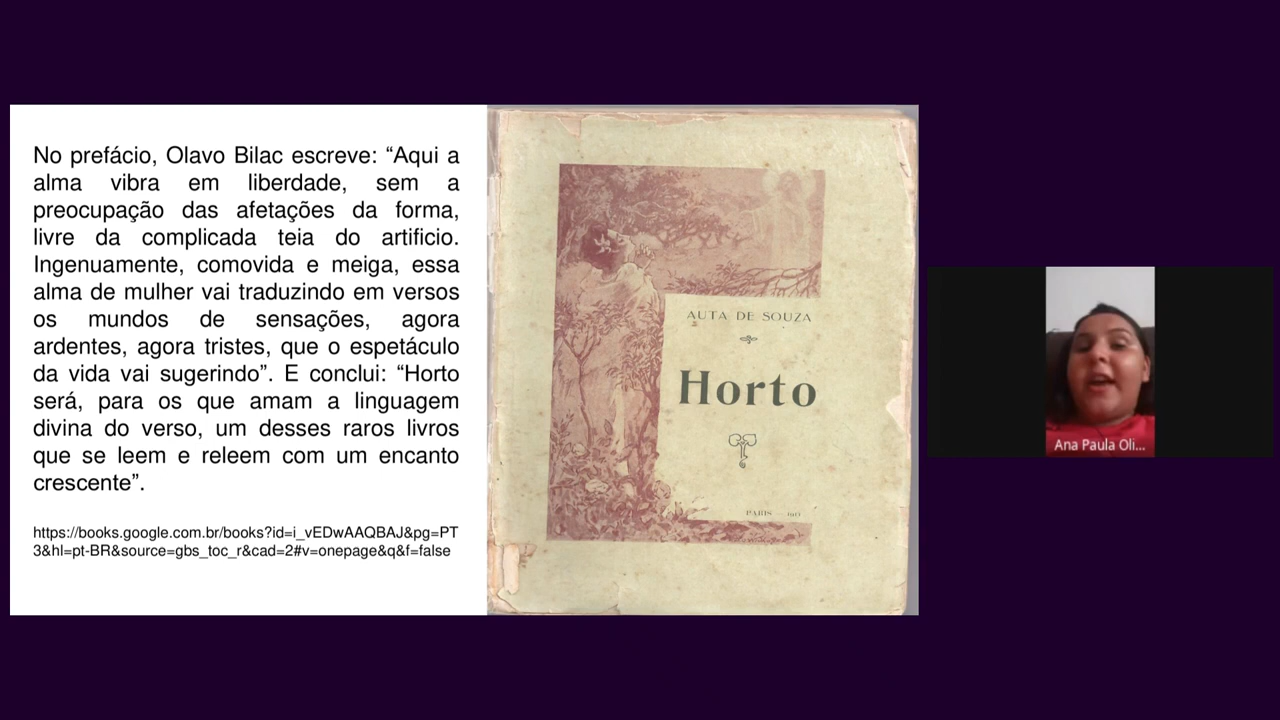 No prefácio, Olavo Bilac escreve: “Aqui a
alma vibra em liberdade, sem a
preocupação das afetações da forma,
livre da complicada teia do artificio.
Ingenuamente, comovida e meiga, essa
alma de mulher vai traduzindo em versos
os mundos de sensações, agora
ardentes, agora tristes, que o espetáculo
da vida vai sugerindo”. E conclui: “Horto
será, para os que amam a linguagem
divina do verso, um desses raros livros
que se leem e releem com um encanto
crescente”.
https://books.google.com.br/books?id=i_vEDwAAQBAJ&pg=PT
3&hl=pt-BR&source=gbs_toc_r&cad=2#v=onepage&q&f=false
AUTA DE SOUZA
Horto
PARIS —
Ana Paula Oli...